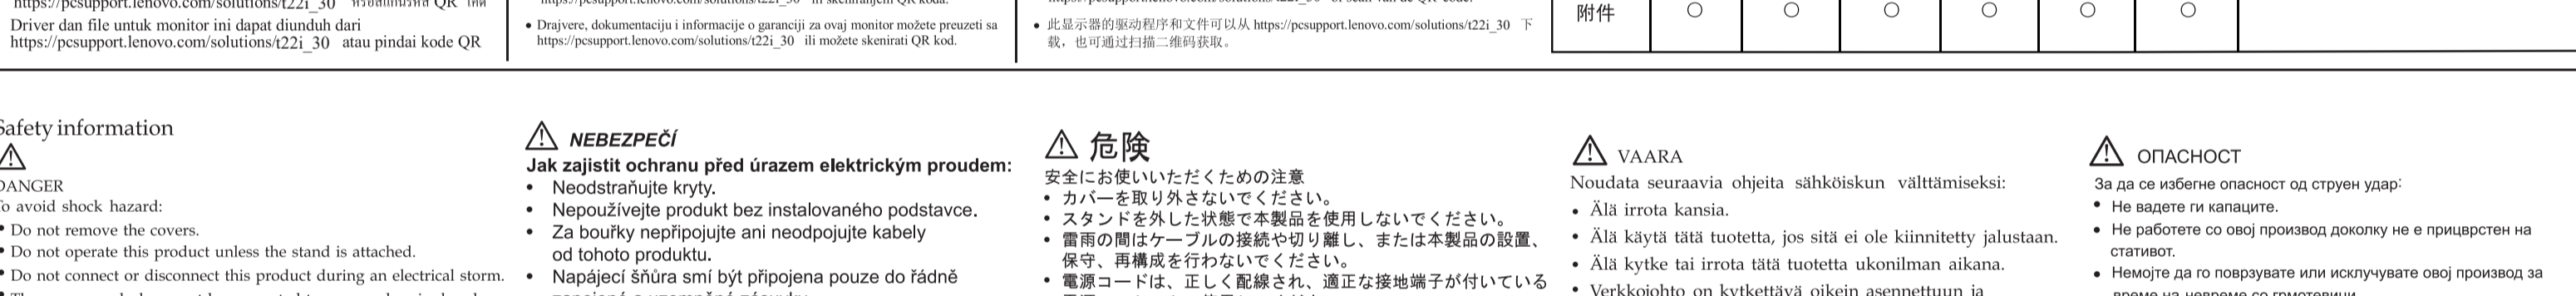 Driver dan file untuk monitor ini dapat diunduh dari
https://pcsupport.lenovo.com/solutions/t22i_30 atau pindai kode QR
• Drajvere, dokumentaciju i informacije o garanciji za ovaj monitor možete preuzeti sa
https://pcsupport.lenovo.com/solutions/t22i_30 ili možete skenirati QR kod.
• 此显示器的驱动程序和文件可以从 https://pcsupport.lenovo.com/solutions/t22i_30 下
载，也可通过扫描二维码获取。
附件 ○ ○ ○ ○ ○ ○
Safety information
DANGER
To avoid shock hazard:
• Do not remove the covers.
• Do not operate this product unless the stand is attached.
• Do not connect or disconnect this product during an electrical storm.
NEBEZPEČÍ
Jak zajistit ochranu před úrazem elektrickým proudem:
• Neodstraňujte kryty.
• Nepoužívejte produkt bez instalovaného podstavce.
• Za bouřky nepřipojujte ani neodpojujte kabely
od tohoto produktu.
• Napájecí šňůra smí být připojena pouze do řádně
危険
安全にお使いいただくための注意
• カバーを取り外さないでください。
• スタンドを外した状態で本製品を使用しないでください。
• 雷雨の間はケーブルの接続や切り離し、または本製品の設置、
保守、再構成を行わないでください。
• 電源コードは、正しく配線され、適正な接地端子が付いている
VAARA
Noudata seuraavia ohjeita sähköiskun välttämiseksi:
• Älä irrota kansia.
• Älä käytä tätä tuotetta, jos sitä ei ole kiinnitetty jalustaan.
• Älä kytke tai irrota tätä tuotetta ukonilman aikana.
• Verkkojohto on kytkettävä oikein asennettuun ja
ОПАСНОСТ
За да се избегне опасност од струен удар:
• Не вадете ги капаците.
• Не работете со овој производ доколку не е прицврстен на
стативот.
• Немојте да го поврзувате или исклучувате овој производ за